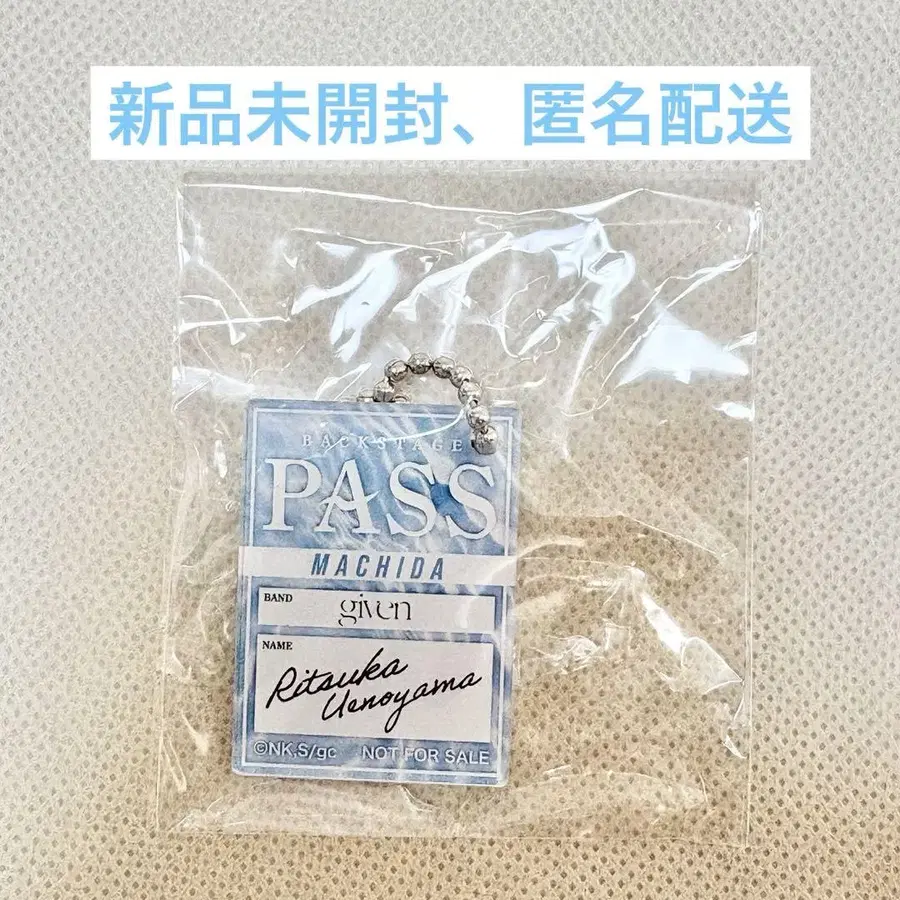 新品未開封、匿名配送
BACKSTAGE
PASS
MACHIDA
BAND
given
NAME
Ritsuka
Uenoyama
©NK,S/gc NOT FOR SALE